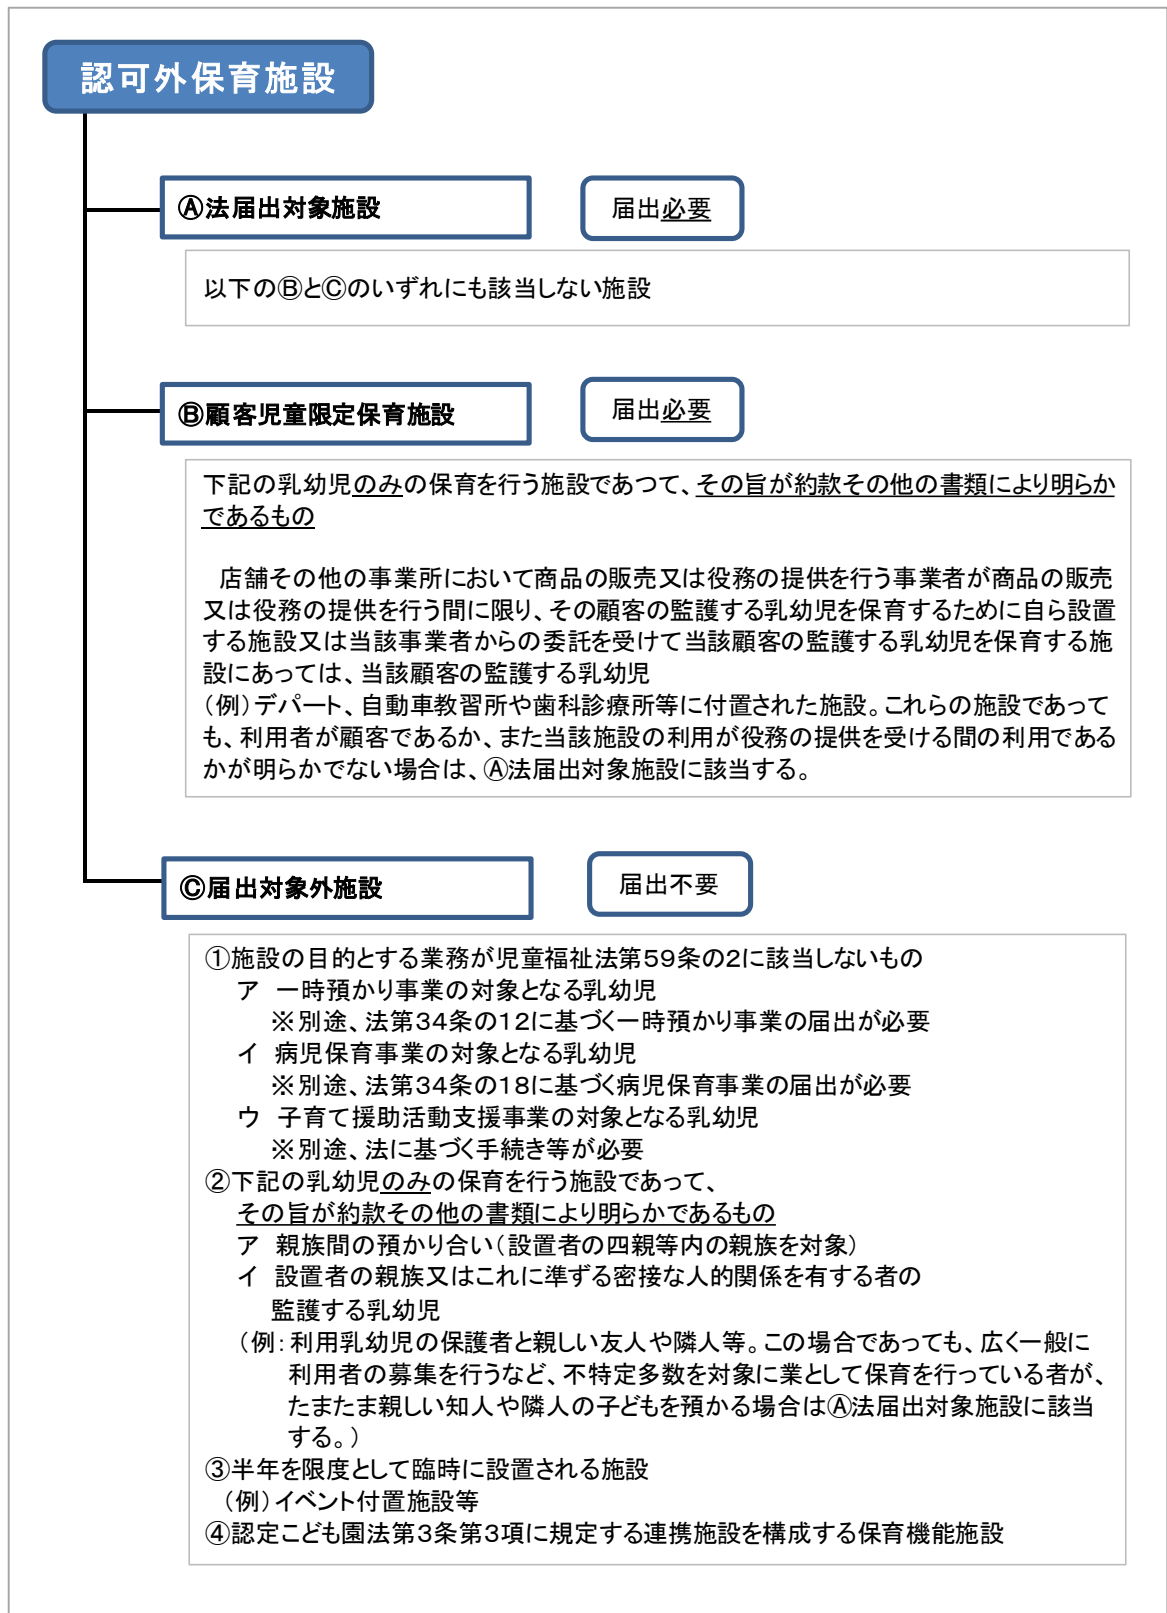 認可外保育施設
Ⓐ法届出対象施設
届出必要
以下のⒷとⒸのいずれにも該当しない施設
Ⓑ顧客児童限定保育施設
届出必要
下記の乳幼児のみの保育を行う施設であつて、その旨が約款その他の書類により明らか
であるもの
店舗その他の事業所において商品の販売又は役務の提供を行う事業者が商品の販売
又は役務の提供を行う間に限り、その顧客の監護する乳幼児を保育するために自ら設置
する施設又は当該事業者からの委託を受けて当該顧客の監護する乳幼児を保育する施
設にあっては、当該顧客の監護する乳幼児
（例）デパート、自動車教習所や歯科診療所等に付置された施設。これらの施設であって
も、利用者が顧客であるか、また当該施設の利用が役務の提供を受ける間の利用である
かが明らかでない場合は、Ⓐ法届出対象施設に該当する。
Ⓒ届出対象外施設
届出不要
①施設の目的とする業務が児童福祉法第59条の2に該当しないもの
ア　一時預かり事業の対象となる乳幼児
※別途、法第34条の12に基づく一時預かり事業の届出が必要
イ　病児保育事業の対象となる乳幼児
※別途、法第34条の18に基づく病児保育事業の届出が必要
ウ　子育て援助活動支援事業の対象となる乳幼児
※別途、法に基づく手続き等が必要
②下記の乳幼児のみの保育を行う施設であって、
その旨が約款その他の書類により明らかであるもの
ア　親族間の預かり合い（設置者の四親等内の親族を対象）
イ　設置者の親族又はこれに準ずる密接な人的関係を有する者の
監護する乳幼児
（例：利用乳幼児の保護者と親しい友人や隣人等。この場合であっても、広く一般に
利用者の募集を行うなど、不特定多数を対象に業として保育を行っている者が、
たまたま親しい知人や隣人の子どもを預かる場合はⒶ法届出対象施設に該当
する。）
③半年を限度として臨時に設置される施設
（例）イベント付置施設等
④認定こども園法第3条第3項に規定する連携施設を構成する保育機能施設